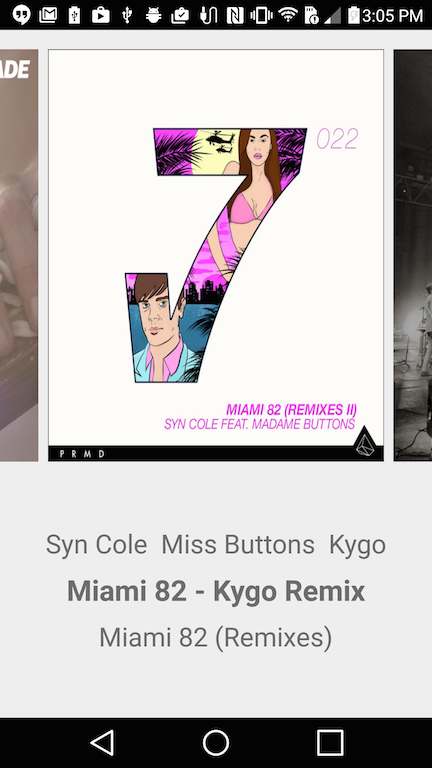 3:05 PM
ADE
022
MIAMI 82 (REMIXES II)
SYN COLE FEAT. MADAME BUTTONS
PRMD
Syn Cole  Miss Buttons  Kygo
Miami 82 - Kygo Remix
Miami 82 (Remixes)